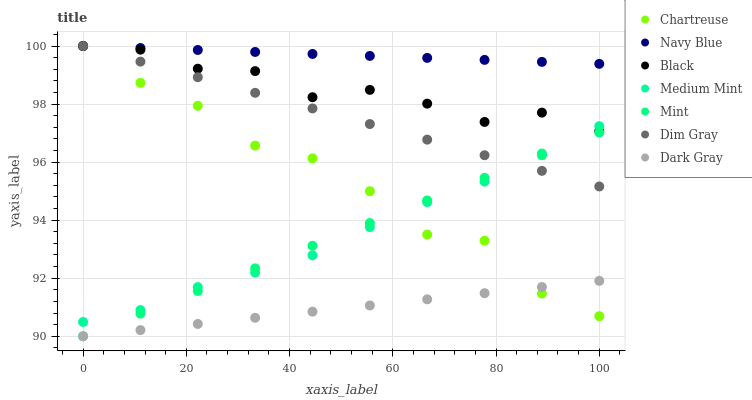 title
Chartreuse
Navy Blue
Black
Medium Mint
Mint
Dim Gray
Dark Gray
yaxis_label
100
98
96
94
92
90
0 20 40 60 80 100
xaxis_label